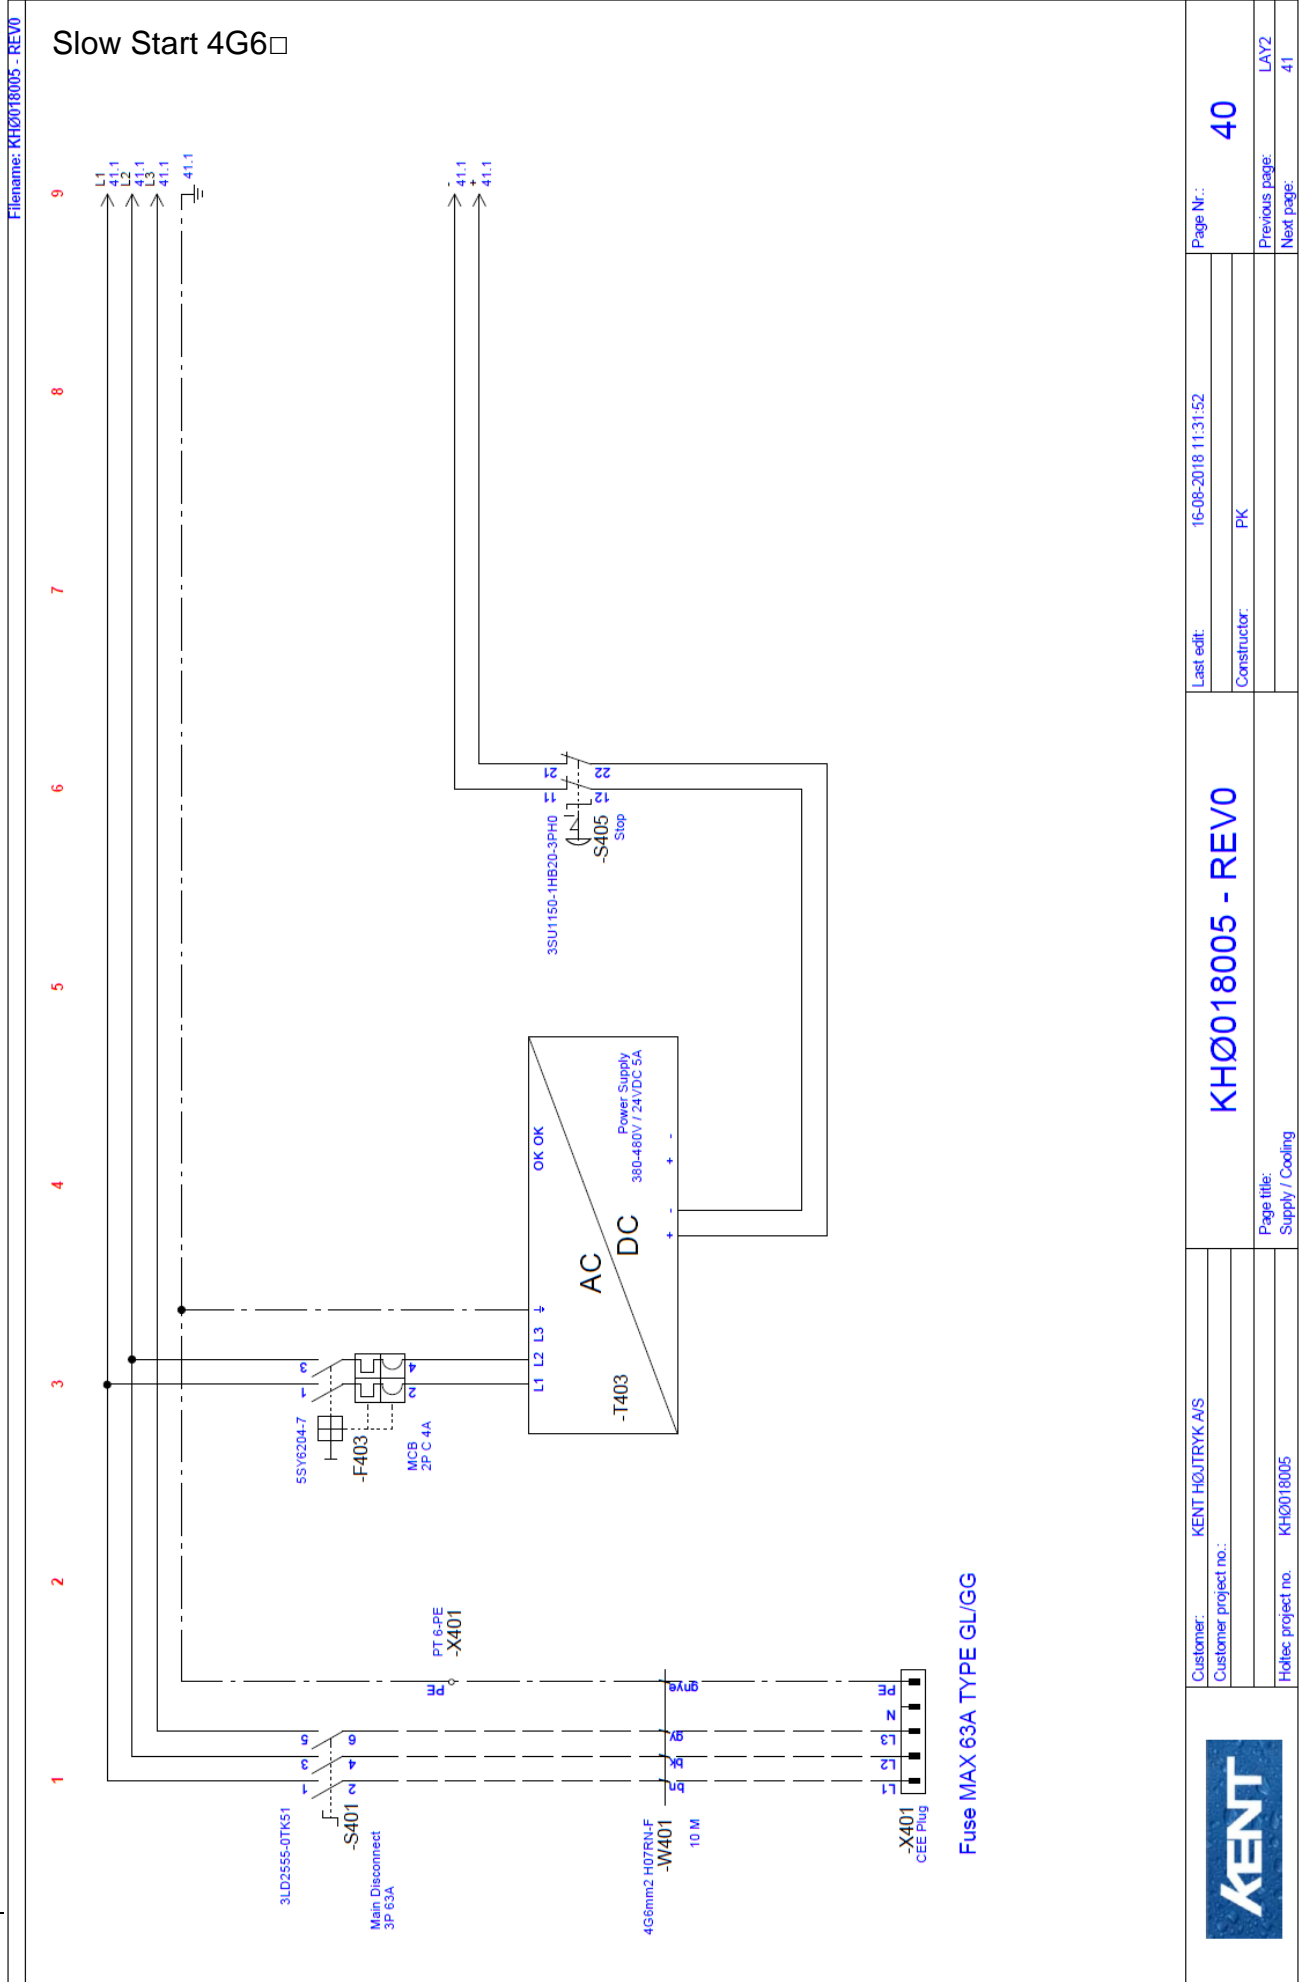 Filename: KHØ018005 - REV0
Slow Start 4G6□
1
2
3
4
5
6
7
8
9
L1
41.1
L2
41.1
L3
41.1
41.1
-
41.1
+
41.1
3LD2555-0TK51
-S401
Main Disconnect
3P 63A
1
3
5
2
4
6
PE
PT 6-PE
-X401
4G6mm2 H07RN-F
-W401
10 M
gy
gnye
-X401
CEE Plug
L1
L2
L3
N
PE
Fuse MAX 63A TYPE GL/GG
5SY6204-7
-F403
MCB
2P C 4A
1
3
2
4
L1
L2
L3
OK OK
AC
DC
-T403
Power Supply
380-480V / 24VDC 5A
+
-
+
-
3SU1150-1HB20-3PH0
-S405
Stop
11
21
12
22
KENT
Customer: KENT HØJTRYK A/S
Customer project no.:
Holtec project no. KHØ018005
KHØ018005 - REV0
Page title:
Supply / Cooling
Last edit: 16-08-2018 11:31:52
Constructor: PK
Page Nr.:
40
Previous page: LAY2
Next page: 41